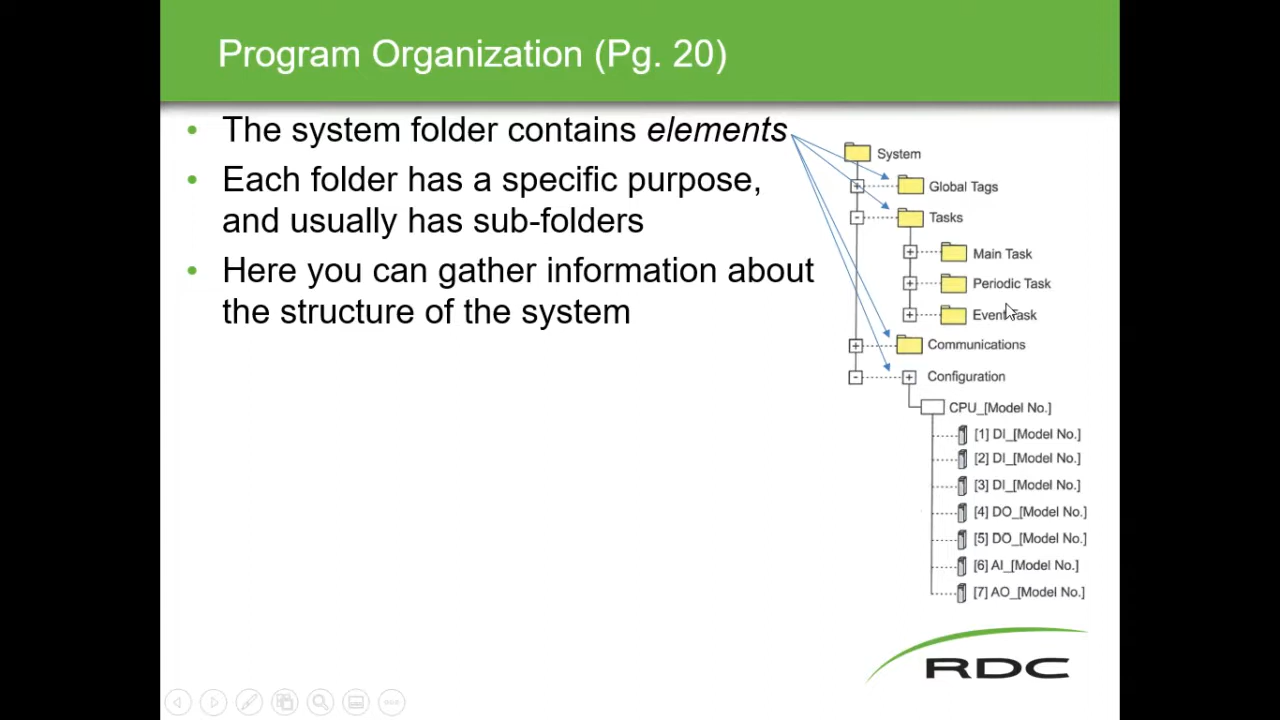 Program Organization (Pg. 20)
• The system folder contains elements
• Each folder has a specific purpose,
and usually has sub-folders
• Here you can gather information about
the structure of the system
System
Global Tags
Tasks
Main Task
Periodic Task
Event Task
Communications
Configuration
CPU_[Model No.]
[1] DI_[Model No.]
[2] DI_[Model No.]
[3] DI_[Model No.]
[4] DO_[Model No.]
[5] DO_[Model No.]
[6] AI_[Model No.]
[7] AO_[Model No.]
RDC